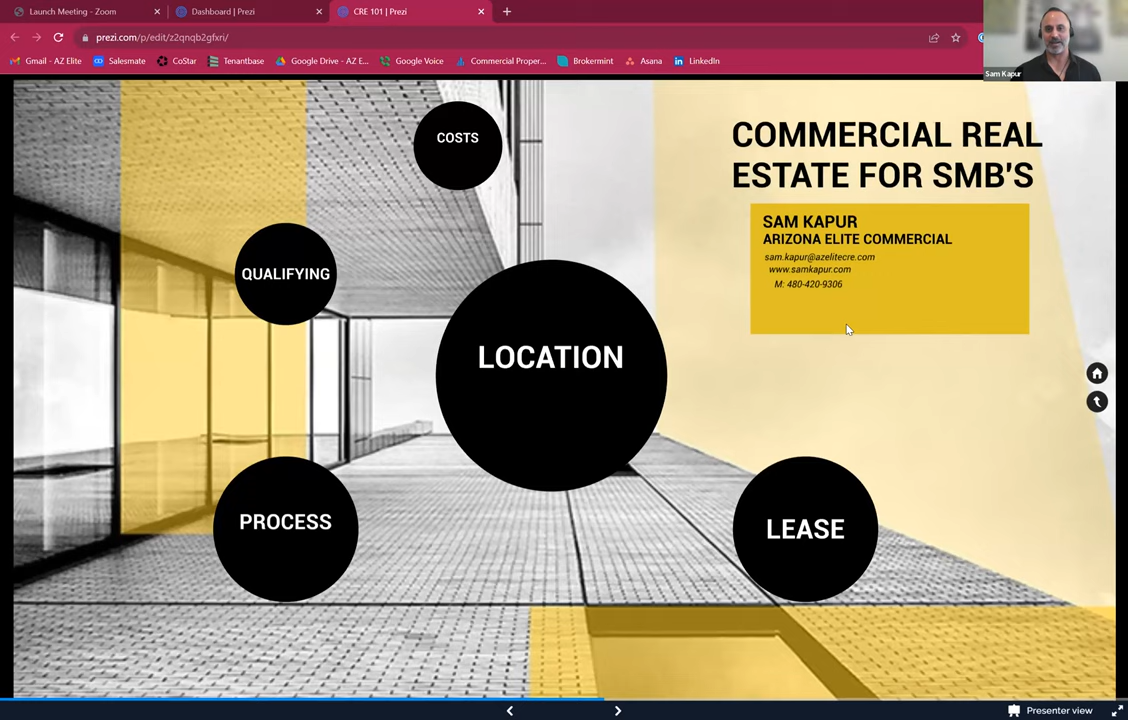 Launch Meeting - Zoom
Dashboard | Prezi
CRE 101 | Prezi
prezi.com/p/edit/z2qnqb2gfxri/
Gmail - AZ Elite
Salesmate
CoStar
Tenantbase
Google Drive - AZ E...
Google Voice
Commercial Proper...
Brokermint
Asana
LinkedIn
Sam Kapur
COSTS
COMMERCIAL REAL
ESTATE FOR SMB'S
SAM KAPUR
ARIZONA ELITE COMMERCIAL
sam.kapur@azelitecre.com
www.samkapur.com
M: 480-420-9306
QUALIFYING
LOCATION
PROCESS
LEASE
Presenter view